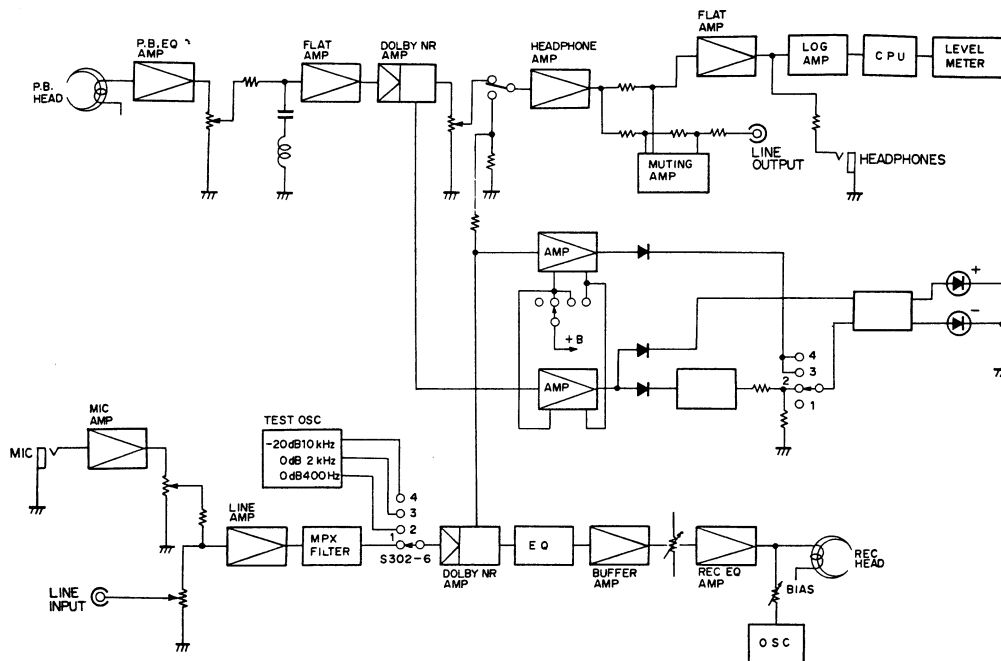 P.B. EQ
AMP
P.B.
HEAD
FLAT
AMP
DOLBY NR
AMP
HEADPHONE
AMP
FLAT
AMP
LOG
AMP
CPU
LEVEL
METER
MUTING
AMP
LINE
OUTPUT
HEADPHONES
AMP
+B
AMP
+
-
4
3
2
1
MIC
AMP
MIC
TEST OSC
-20dB10kHz
0dB 2kHz
0dB400Hz
4
3
2
1
S302-6
LINE
AMP
MPX
FILTER
DOLBY NR
AMP
EQ
BUFFER
AMP
REC EQ
AMP
BIAS
REC
HEAD
OSC
LINE
INPUT